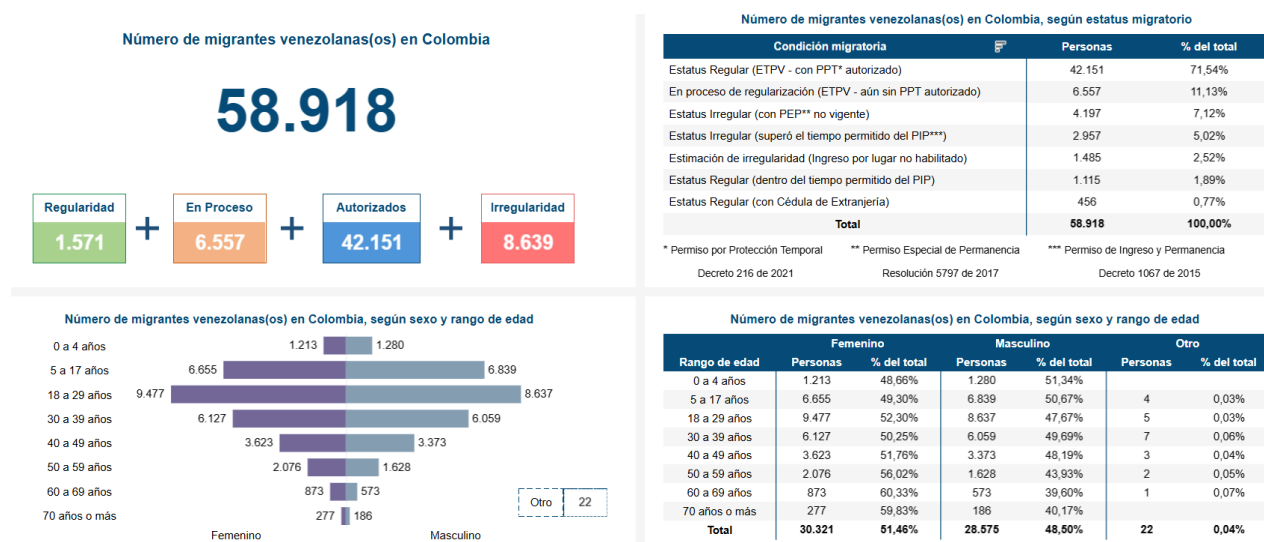 Número de migrantes venezolanas(os) en Colombia
58.918
Regularidad + En Proceso + Autorizados + Irregularidad
1.571 6.557 42.151 8.639
Número de migrantes venezolanas(os) en Colombia, según estatus migratorio
Condición migratoria Personas % del total
Estatus Regular (ETPV - con PPT* autorizado) 42.151 71,54%
En proceso de regularización (ETPV - aún sin PPT autorizado) 6.557 11,13%
Estatus Irregular (con PEP** no vigente) 4.197 7,12%
Estatus Irregular (superó el tiempo permitido del PIP***) 2.957 5,02%
Estimación de irregularidad (Ingreso por lugar no habilitado) 1.485 2,52%
Estatus Regular (dentro del tiempo permitido del PIP) 1.115 1,89%
Estatus Regular (con Cédula de Extranjería) 456 0,77%
Total 58.918 100,00%
* Permiso por Protección Temporal ** Permiso Especial de Permanencia *** Permiso de Ingreso y Permanencia
Decreto 216 de 2021 Resolución 5797 de 2017 Decreto 1067 de 2015
Número de migrantes venezolanas(os) en Colombia, según sexo y rango de edad
0 a 4 años 1.213 1.280
5 a 17 años 6.655 6.839
18 a 29 años 9.477 8.637
30 a 39 años 6.127 6.059
40 a 49 años 3.623 3.373
50 a 59 años 2.076 1.628
60 a 69 años 873 573
Otro 22
70 años o más 277 186
Femenino Masculino
Número de migrantes venezolanas(os) en Colombia, según sexo y rango de edad
Femenino Masculino Otro
Rango de edad Personas % del total Personas % del total Personas % del total
0 a 4 años 1.213 48,66% 1.280 51,34%
5 a 17 años 6.655 49,30% 6.839 50,67% 4 0,03%
18 a 29 años 9.477 52,30% 8.637 47,67% 5 0,03%
30 a 39 años 6.127 50,25% 6.059 49,69% 7 0,06%
40 a 49 años 3.623 51,76% 3.373 48,19% 3 0,04%
50 a 59 años 2.076 56,02% 1.628 43,93% 2 0,05%
60 a 69 años 873 60,33% 573 39,60% 1 0,07%
70 años o más 277 59,83% 186 40,17%
Total 30.321 51,46% 28.575 48,50% 22 0,04%